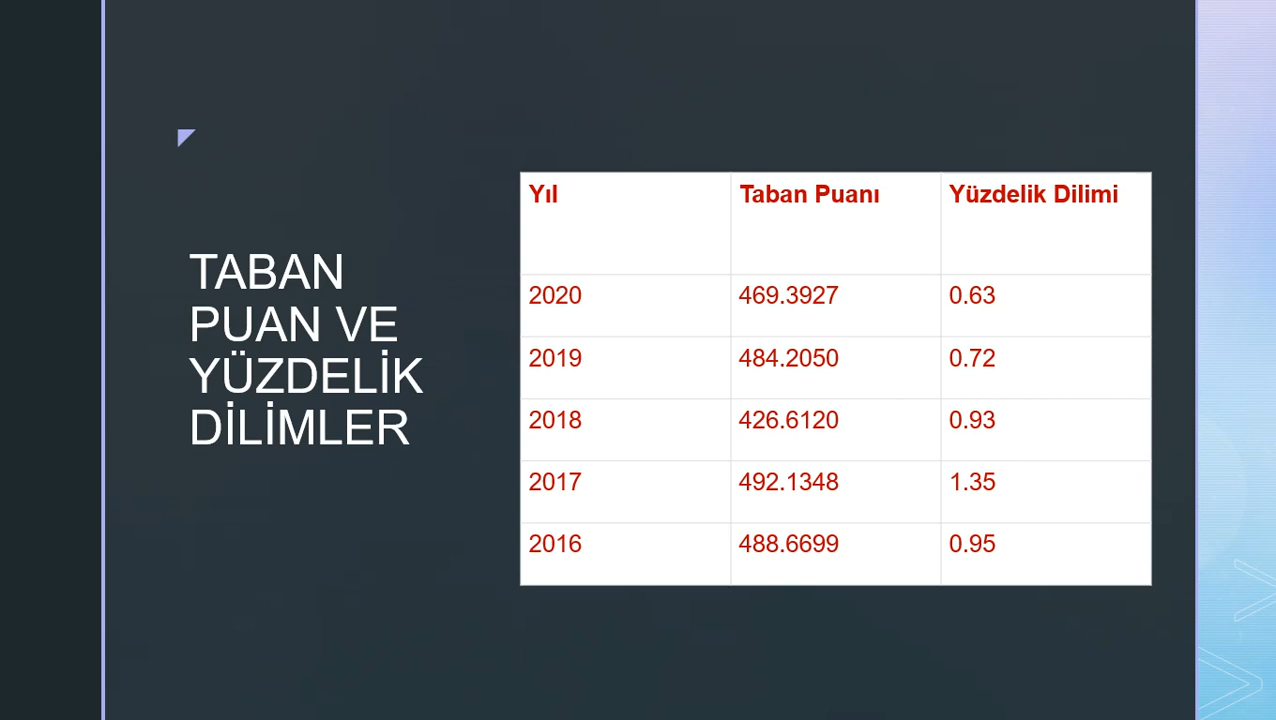 TABAN
PUAN VE
YÜZDELİK
DİLİMLER
Yıl Taban Puanı Yüzdelik Dilimi
2020 469.3927 0.63
2019 484.2050 0.72
2018 426.6120 0.93
2017 492.1348 1.35
2016 488.6699 0.95